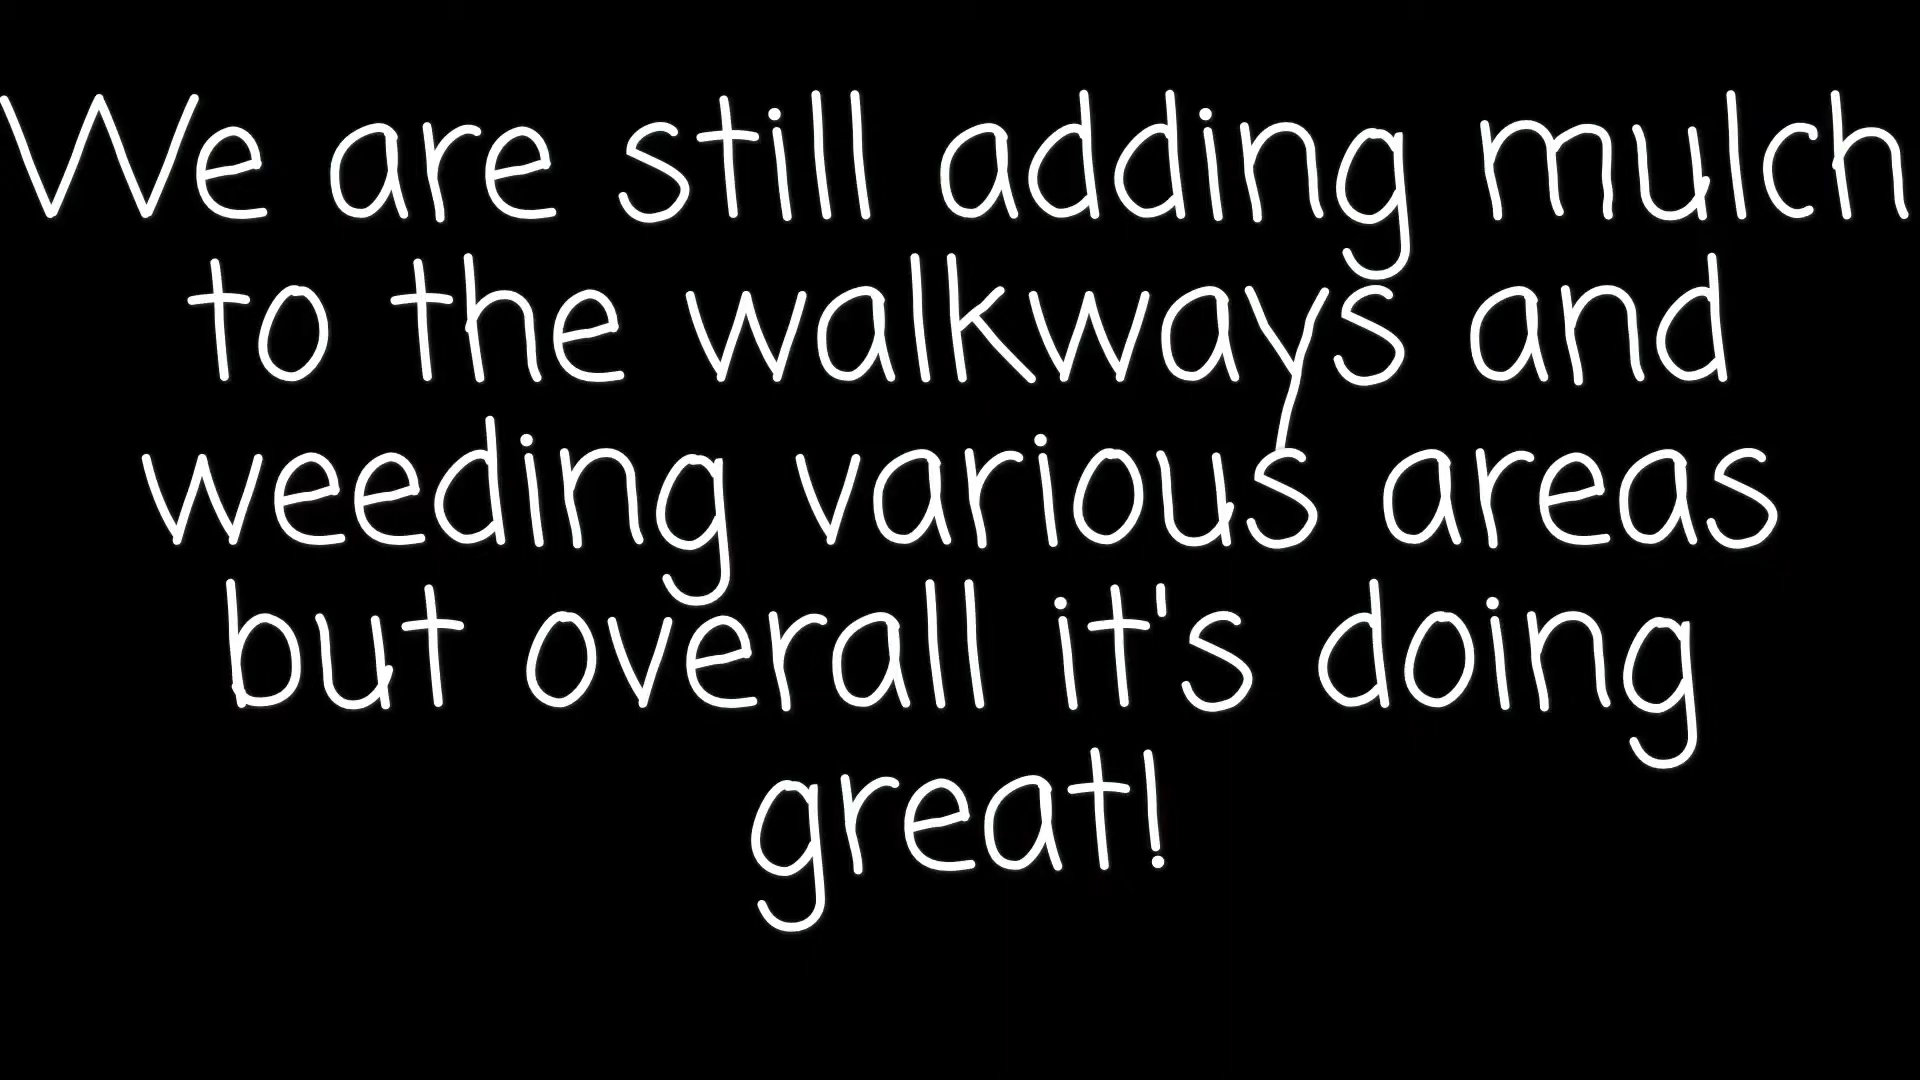 We are still adding mulch
to the walkways and
weeding various areas
but overall it's doing
great!